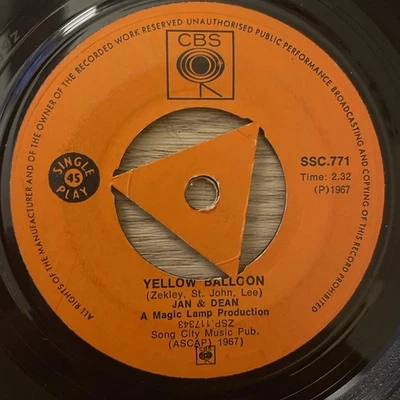 ALL RIGHTS OF THE MANUFACTURER AND OF THE OWNER OF THE RECORDED WORK RESERVED UNAUTHORISED PUBLIC PERFORMANCE BROADCASTING AND COPYING OF THIS RECORD PROHIBITED
CBS
SINGLE
45
PLAY
SSC.771
Time: 2.32
(P)1967
YELLOW BALLOON
(Zekley, St. John, Lee)
JAN & DEAN
A Magic Lamp Production
ZSP.117343
Song City Music Pub.
(ASCAP) 1967)